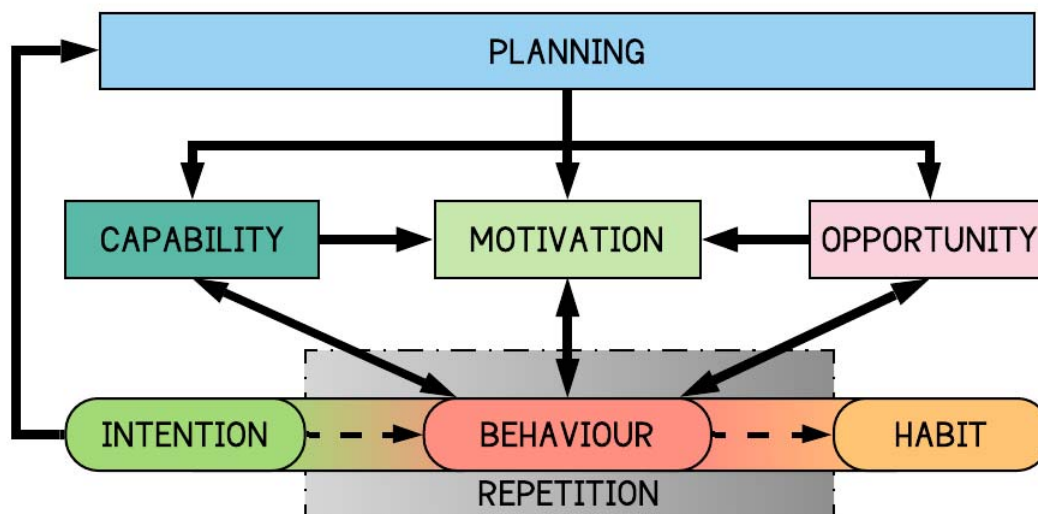 PLANNING
CAPABILITY
MOTIVATION
OPPORTUNITY
INTENTION
BEHAVIOUR
HABIT
REPETITION